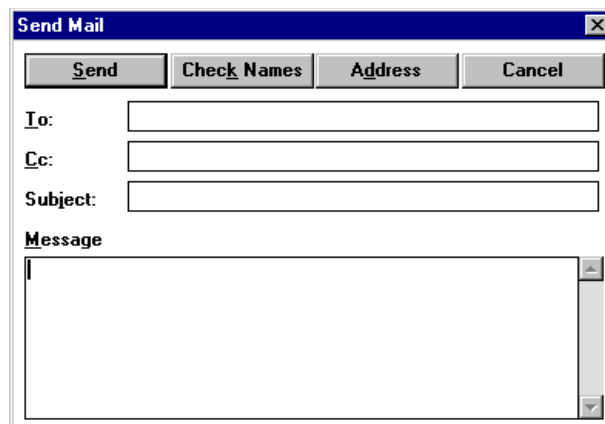 Send Mail
Send Check Names Address Cancel
To:
Cc:
Subject:
Message